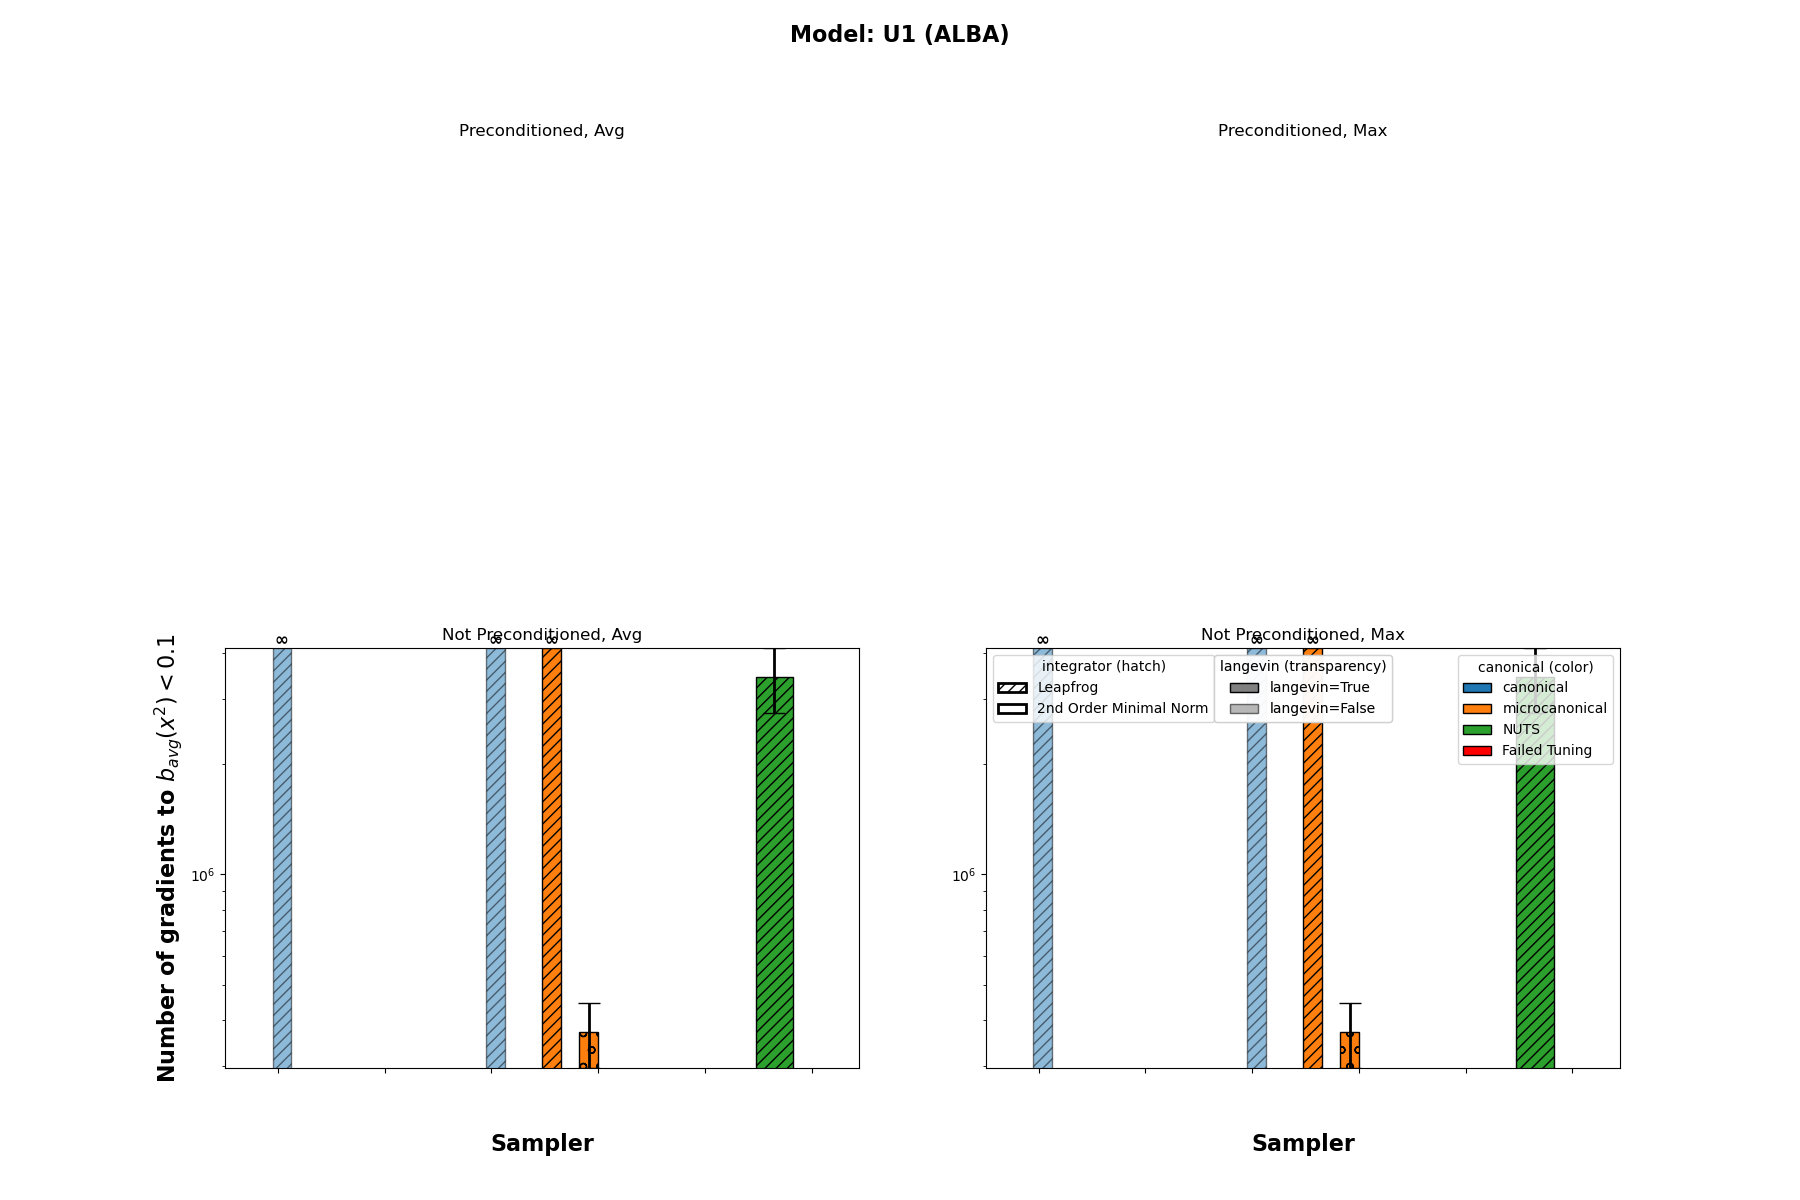 Model: U1 (ALBA)
Preconditioned, Avg
Preconditioned, Max
Number of gradients to $b_{avg}(x^2) < 0.1$
Not Preconditioned, Avg
∞
∞
∞
10⁶
Sampler
Not Preconditioned, Max
∞
∞
∞
10⁶
integrator (hatch)
Leapfrog
2nd Order Minimal Norm
langevin (transparency)
langevin=True
langevin=False
canonical (color)
canonical
microcanonical
NUTS
Failed Tuning
Sampler